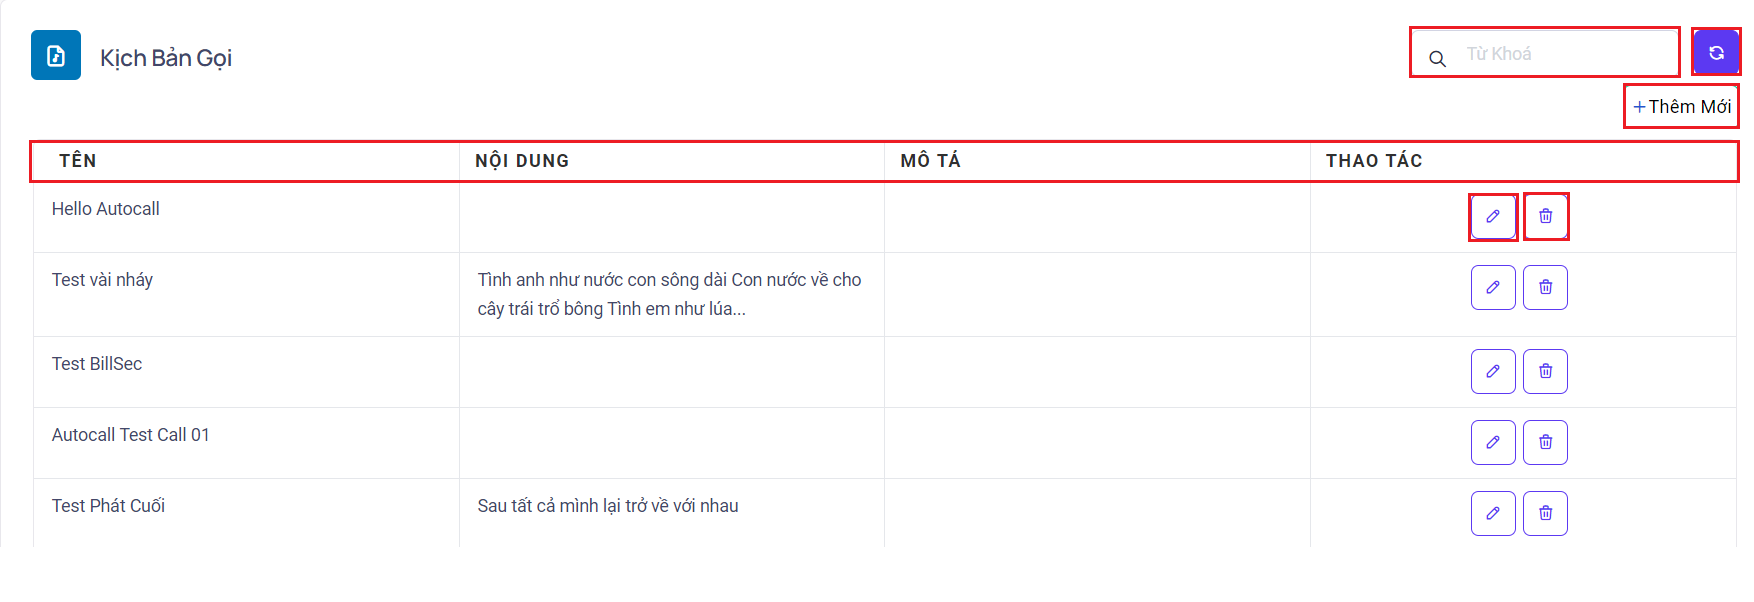 Kịch Bản Gọi
Từ Khoá
+Thêm Mới
TÊN NỘI DUNG MÔ TẢ THAO TÁC
Hello Autocall
Test vài nháy Tình anh như nước con sông dài Con nước về cho
cây trái trổ bông Tình em như lúa...
Test BillSec
Autocall Test Call 01
Test Phát Cuối Sau tất cả mình lại trở về với nhau